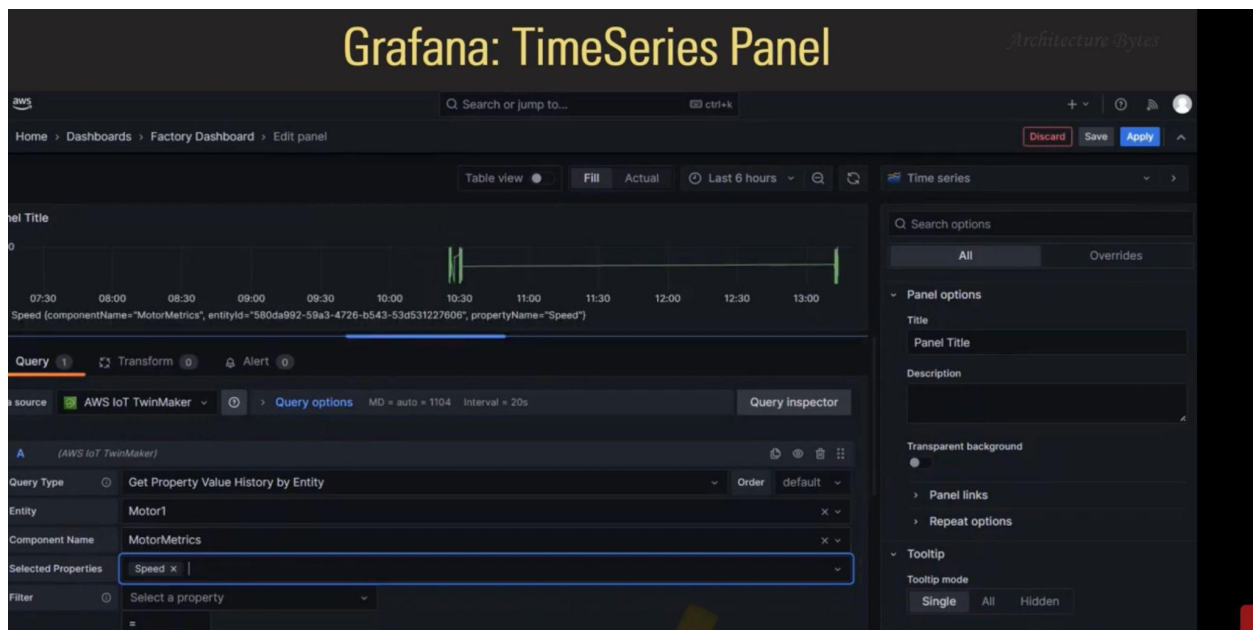 Grafana: TimeSeries Panel
Architecture Bytes
aws
Search or jump to...
ctrl+k
Home > Dashboards > Factory Dashboard > Edit panel
Discard Save Apply
Table view Fill Actual Last 6 hours
Time series
nel Title
Search options
All Overrides
0
07:30 08:00 08:30 09:00 09:30 10:00 10:30 11:00 11:30 12:00 12:30 13:00
Speed {componentName="MotorMetrics", entityId="580da992-59a3-4726-b543-53d531227606", propertyName="Speed"}
Panel options
Title
Panel Title
Query 1 Transform 0 Alert 0
Description
a source AWS IoT TwinMaker > Query options MD = auto = 1104 Interval = 20s Query inspector
A (AWS IoT TwinMaker)
Transparent background
Query Type Get Property Value History by Entity Order default
Panel links
Entity Motor1
Repeat options
Component Name MotorMetrics
Tooltip
Selected Properties Speed ×
Tooltip mode
Filter Select a property
Single All Hidden
=